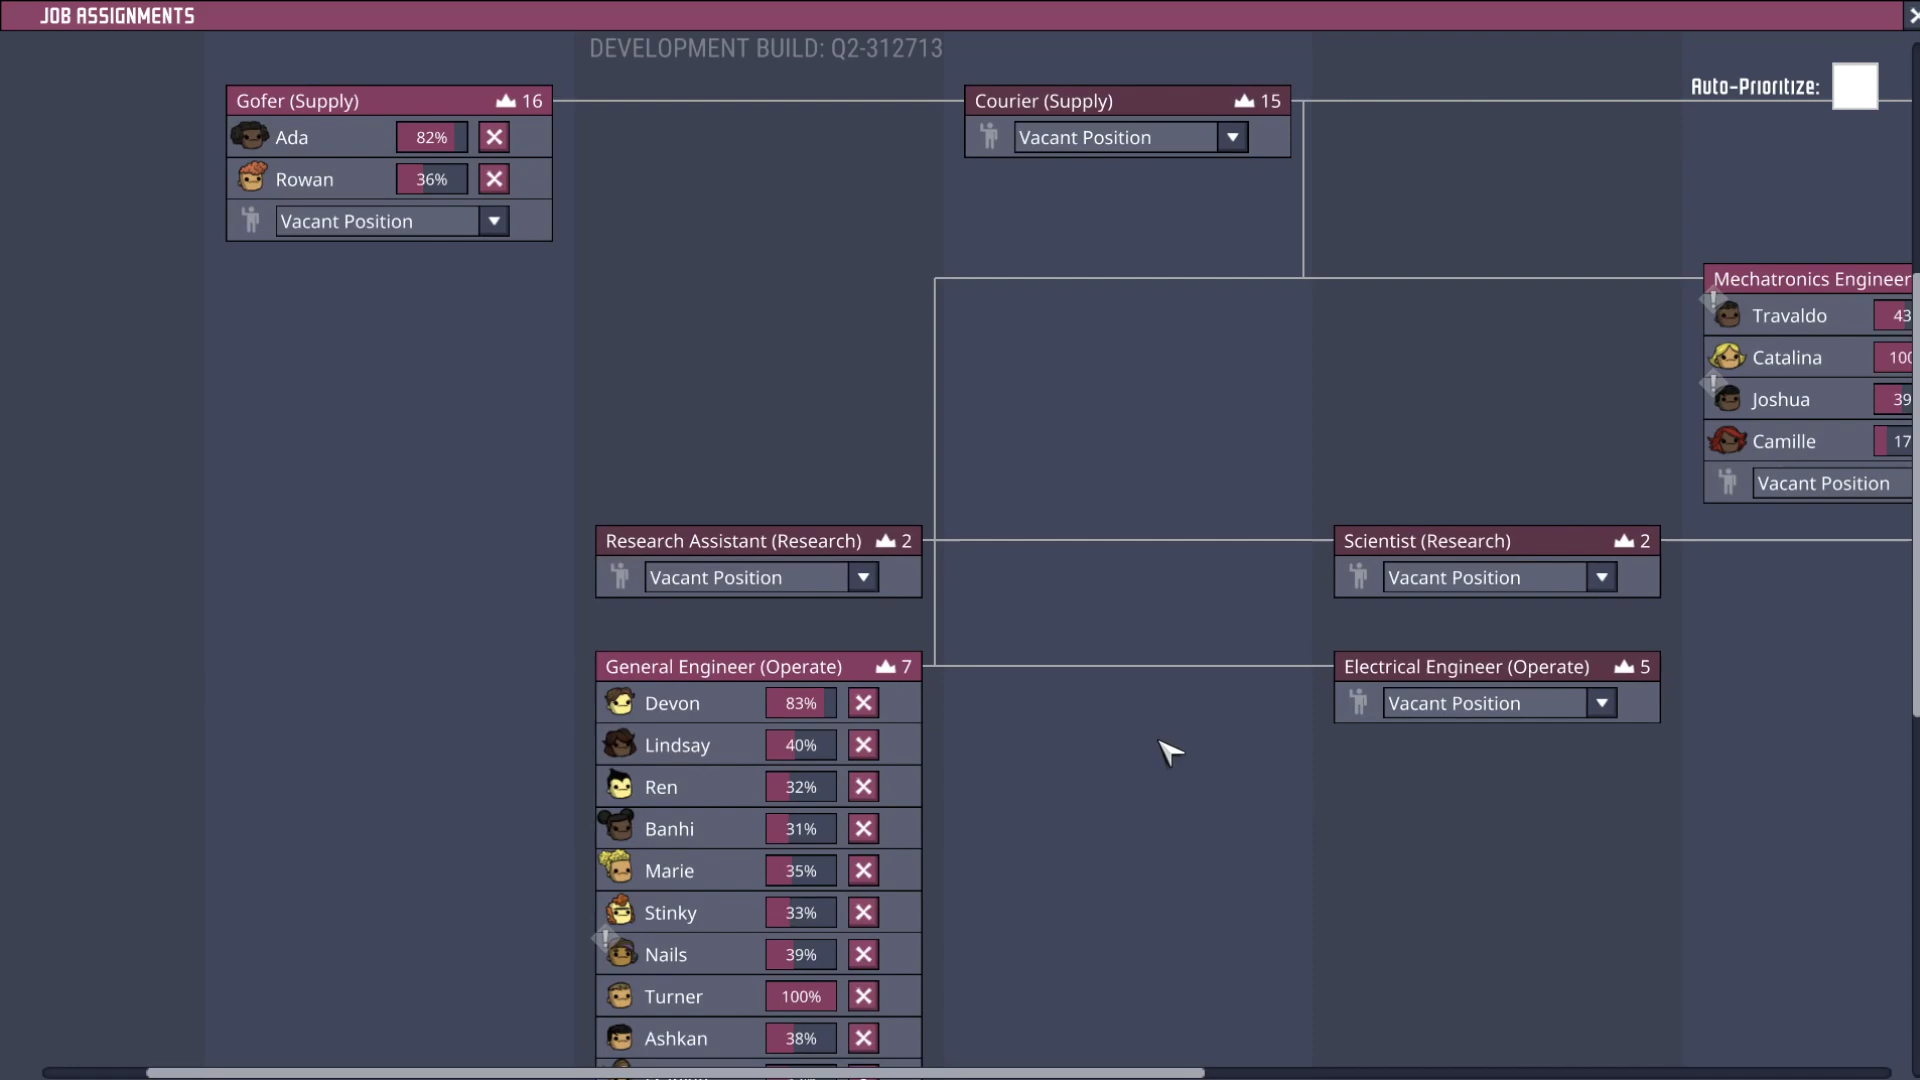 JOB ASSIGNMENTS
DEVELOPMENT BUILD: Q2-312713
Auto-Prioritize:
Gofer (Supply) 16
Ada 82%
Rowan 36%
Vacant Position
Courier (Supply) 15
Vacant Position
Mechatronics Engineer
Travaldo 43
Catalina 100
Joshua 39
Camille 17
Vacant Position
Research Assistant (Research) 2
Vacant Position
Scientist (Research) 2
Vacant Position
General Engineer (Operate) 7
Devon 83%
Lindsay 40%
Ren 32%
Banhi 31%
Marie 35%
Stinky 33%
Nails 39%
Turner 100%
Ashkan 38%
Electrical Engineer (Operate) 5
Vacant Position